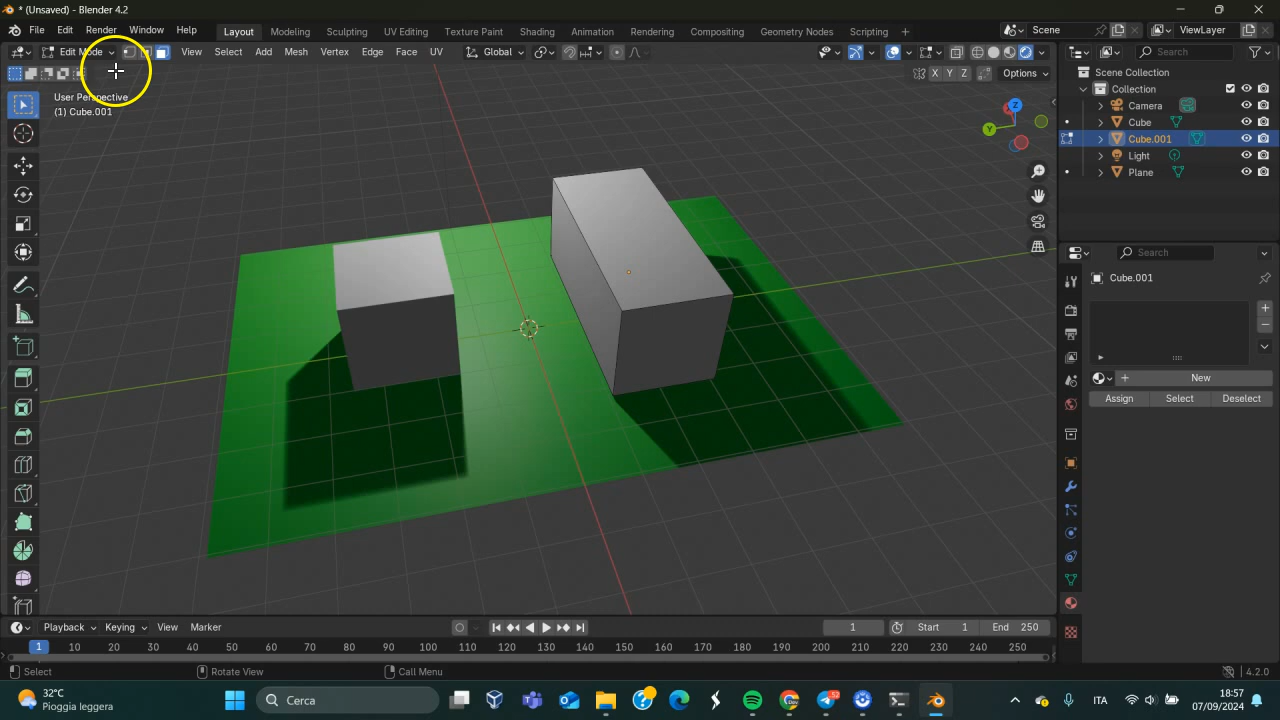 * (Unsaved) - Blender 4.2
File Edit Render Window Help
Layout Modeling Sculpting UV Editing Texture Paint Shading Animation Rendering Compositing Geometry Nodes Scripting +
Scene
ViewLayer
Edit Mode View Select Add Mesh Vertex Edge Face UV
Global
Search
X Y Z Options
User Perspective
(1) Cube.001
Z
Y
Scene Collection
Collection
Camera
Cube
Cube.001
Light
Plane
Search
Cube.001
New
Assign Select Deselect
Playback Keying View Marker
1 Start 1 End 250
1 10 20 30 40 50 60 70 80 90 100 110 120 130 140 150 160 170 180 190 200 210 220 230 240 250
Select Rotate View Call Menu
4.2.0
32°C
Pioggia leggera
Cerca
52
Dev
ITA
18:57
07/09/2024